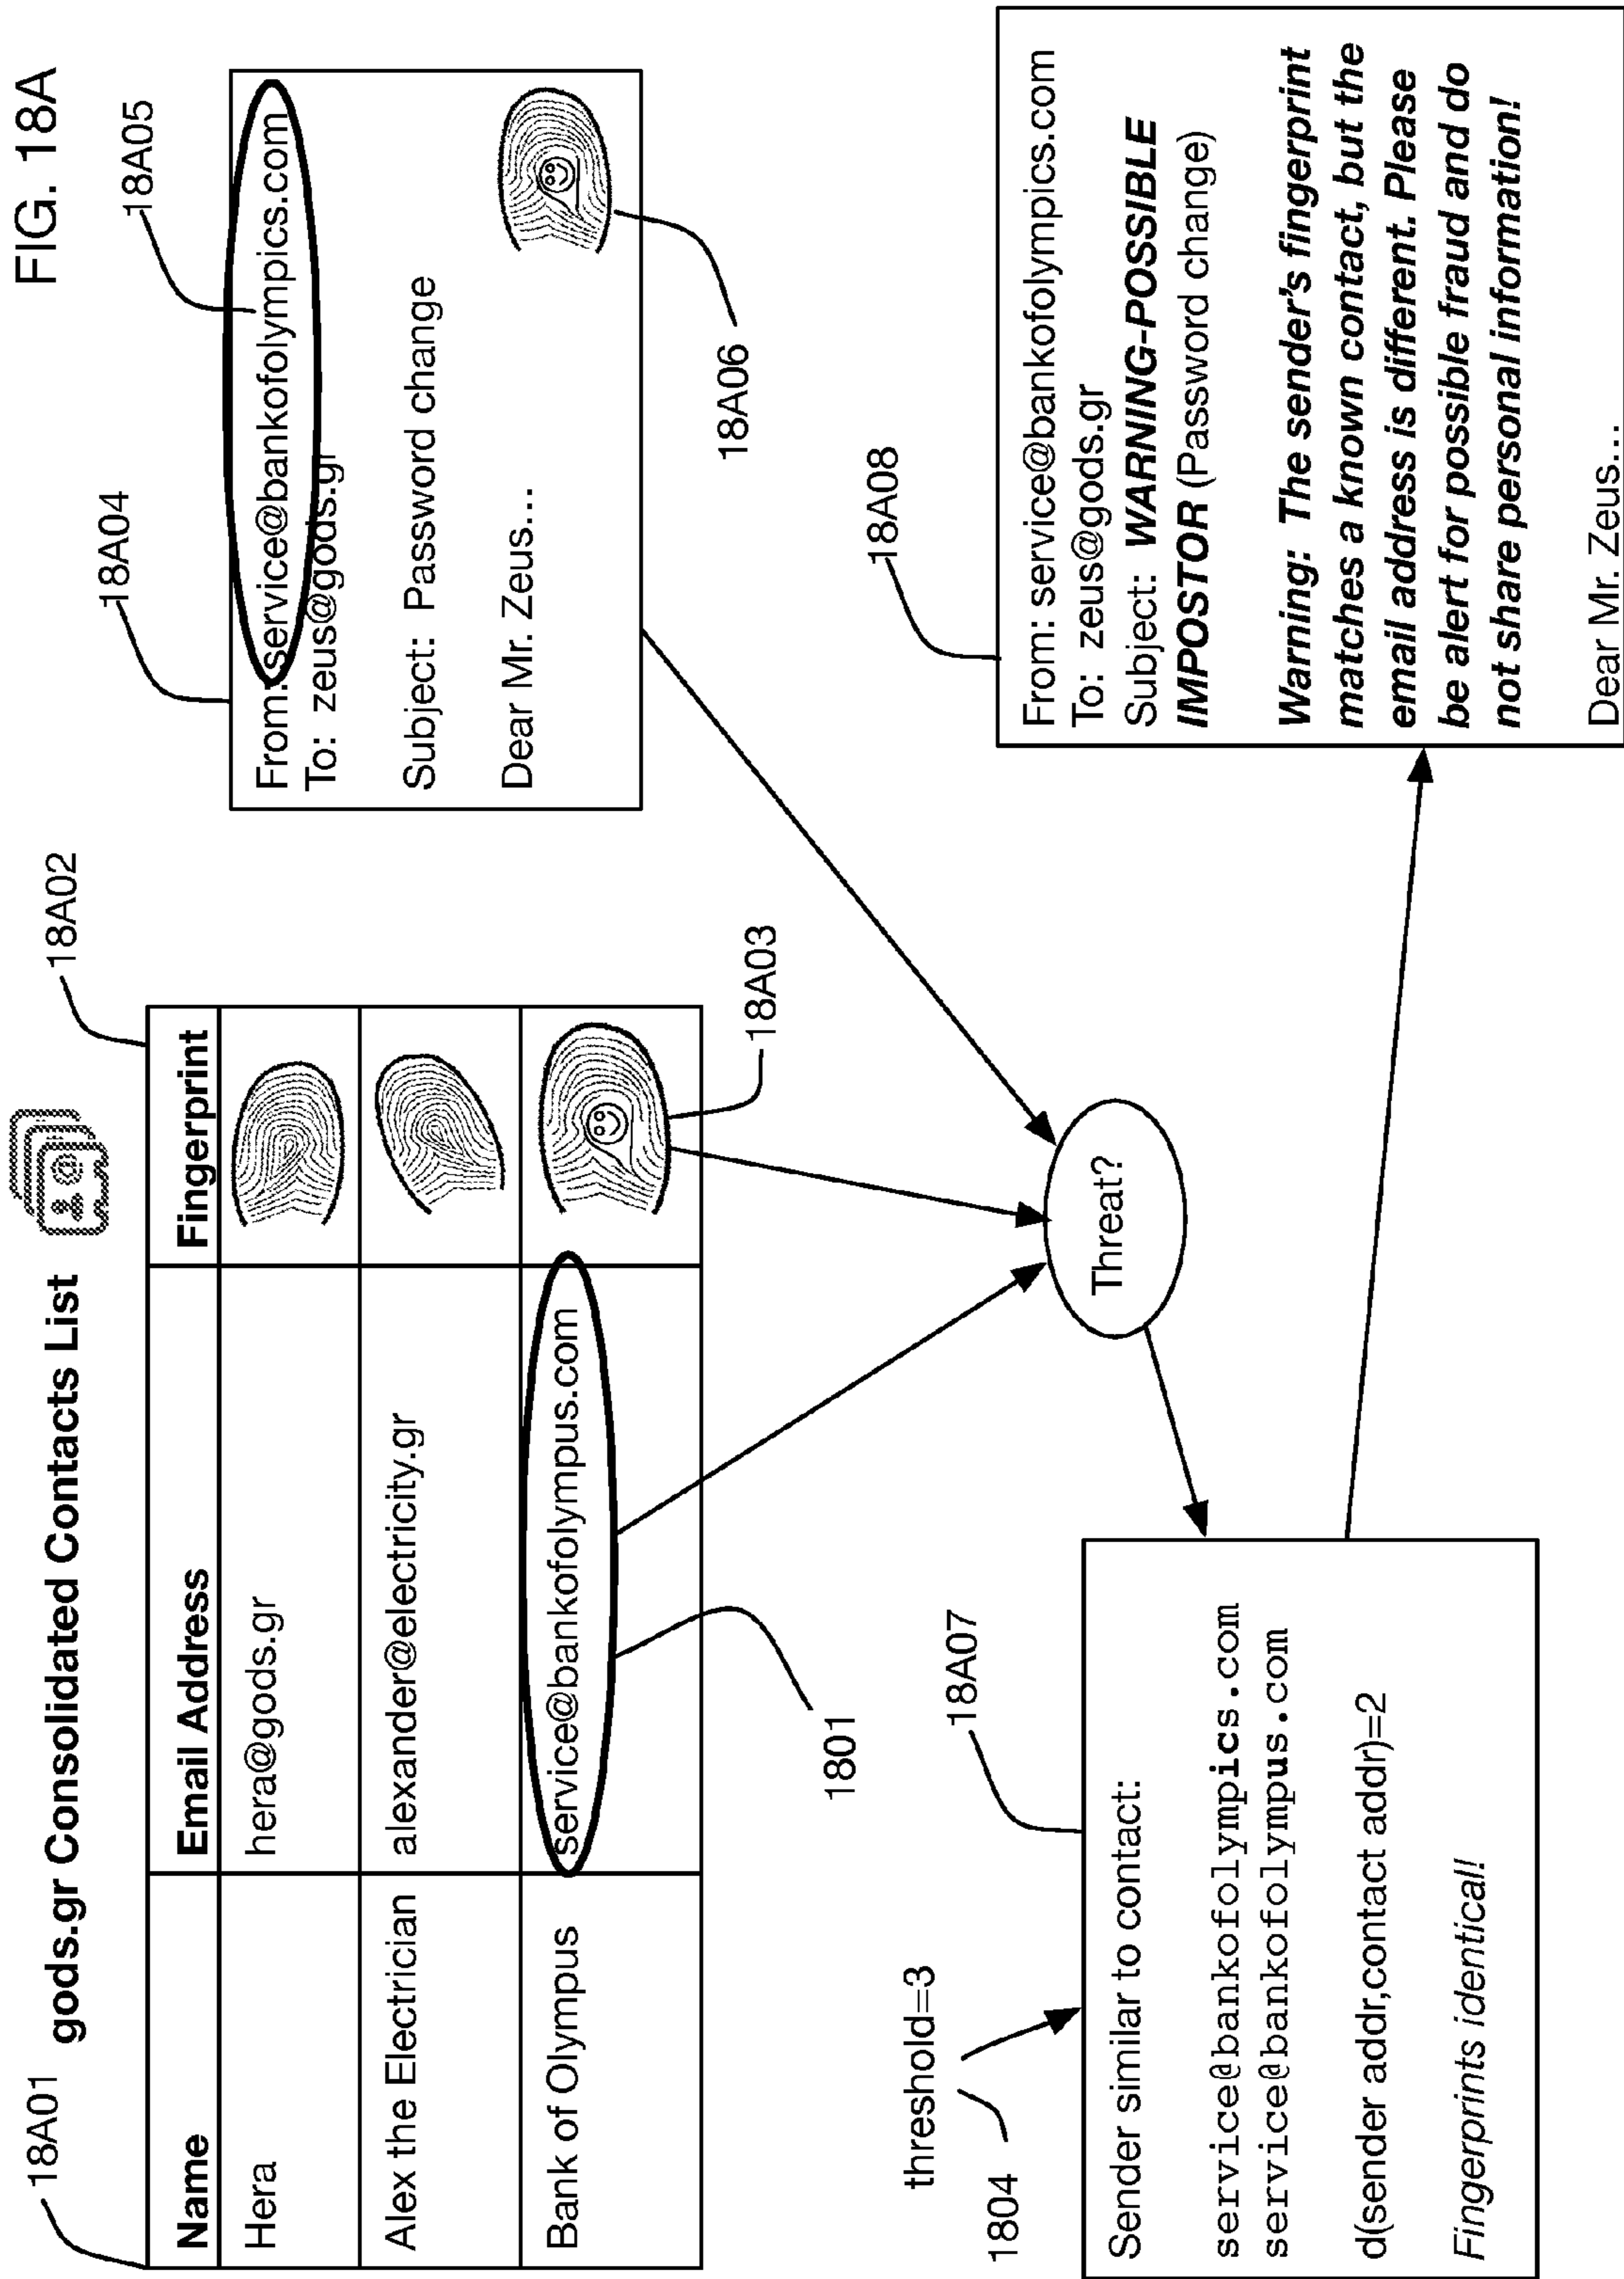 FIG. 18A
18A01
gods.gr Consolidated Contacts List
18A02
Name Email Address Fingerprint
Hera hera@gods.gr
Alex the Electrician alexander@electricity.gr
Bank of Olympus service@bankofolympus.com
18A03
1801
18A04
18A05
From:service@bankofolympics.com
To: zeus@gods.gr
Subject: Password change
Dear Mr. Zeus...
18A06
Threat?
threshold=3
1804
18A07
Sender similar to contact:
service@bankofolympics.com
service@bankofolympus.com
d(sender addr,contact addr)=2
Fingerprints identical!
18A08
From: service@bankofolympics.com
To: zeus@gods.gr
Subject: WARNING-POSSIBLE
IMPOSTOR (Password change)
Warning: The sender's fingerprint
matches a known contact, but the
email address is different. Please
be alert for possible fraud and do
not share personal information!
Dear Mr. Zeus...